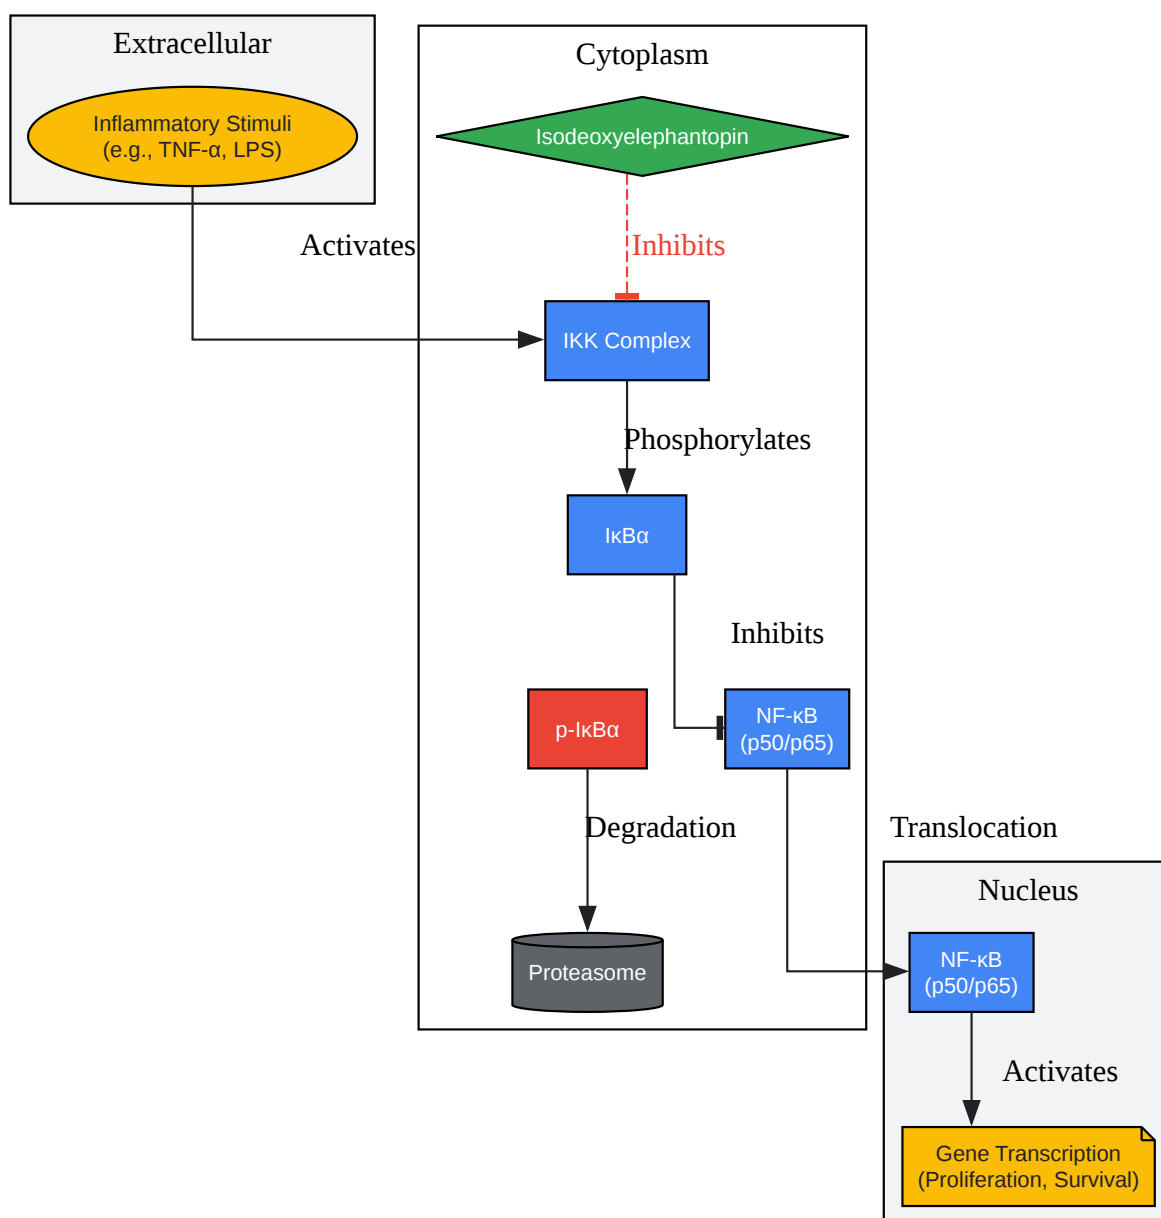 Extracellular
Inflammatory Stimuli
(e.g., TNF-α, LPS)
Cytoplasm
Isodeoxyelephantopin
Activates
Inhibits
IKK Complex
Phosphorylates
IκBα
Inhibits
p-IκBα
NF-κB
(p50/p65)
Degradation
Translocation
Nucleus
Proteasome
NF-κB
(p50/p65)
Activates
Gene Transcription
(Proliferation, Survival)